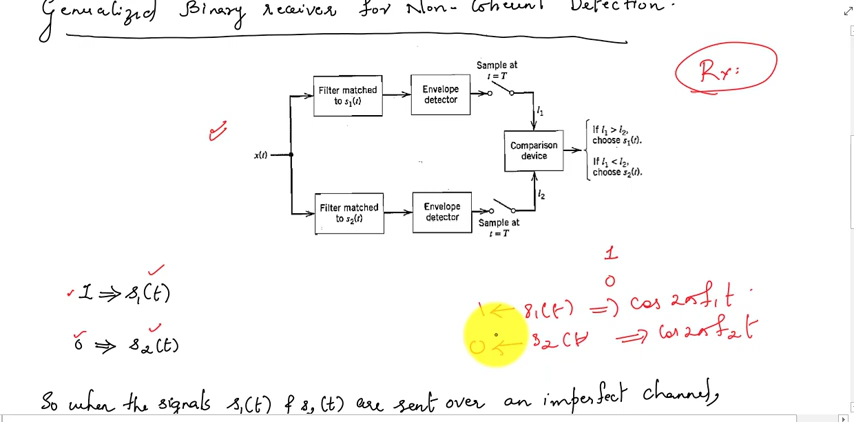 Generalized Binary receiver for Non-Coherent Detection.
Rx:
Sample at
t = T
Filter matched
to s₁(t)
Envelope
detector
l₁
x(t)
Comparison
device
If l₁ > l₂,
choose s₁(t).
If l₁ < l₂,
choose s₂(t).
l₂
Filter matched
to s₂(t)
Envelope
detector
Sample at
t = T
1
0
1 ⇒ s₁(t)
0 ⇒ s₂(t)
1 ← s₁(t) ⇒ cos 2πf₁t.
0 ← s₂(t) ⇒ cos 2πf₂t
So when the signals s₁(t) & s₂(t) are sent over an imperfect channel,